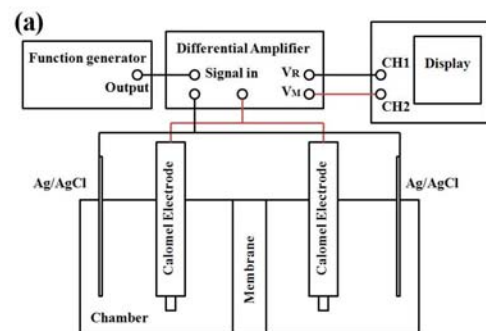 (a)
Function generator
Output
Differential Amplifier
Signal in
VR
VM
CH1
CH2
Display
Ag/AgCl
Calomel Electrode
Membrane
Calomel Electrode
Ag/AgCl
Chamber